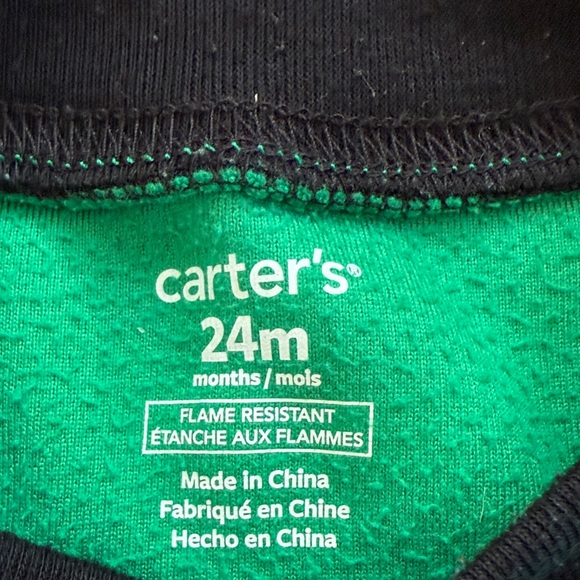 carter's®
24m
months / mois
FLAME RESISTANT
ÉTANCHE AUX FLAMMES
Made in China
Fabriqué en Chine
Hecho en China